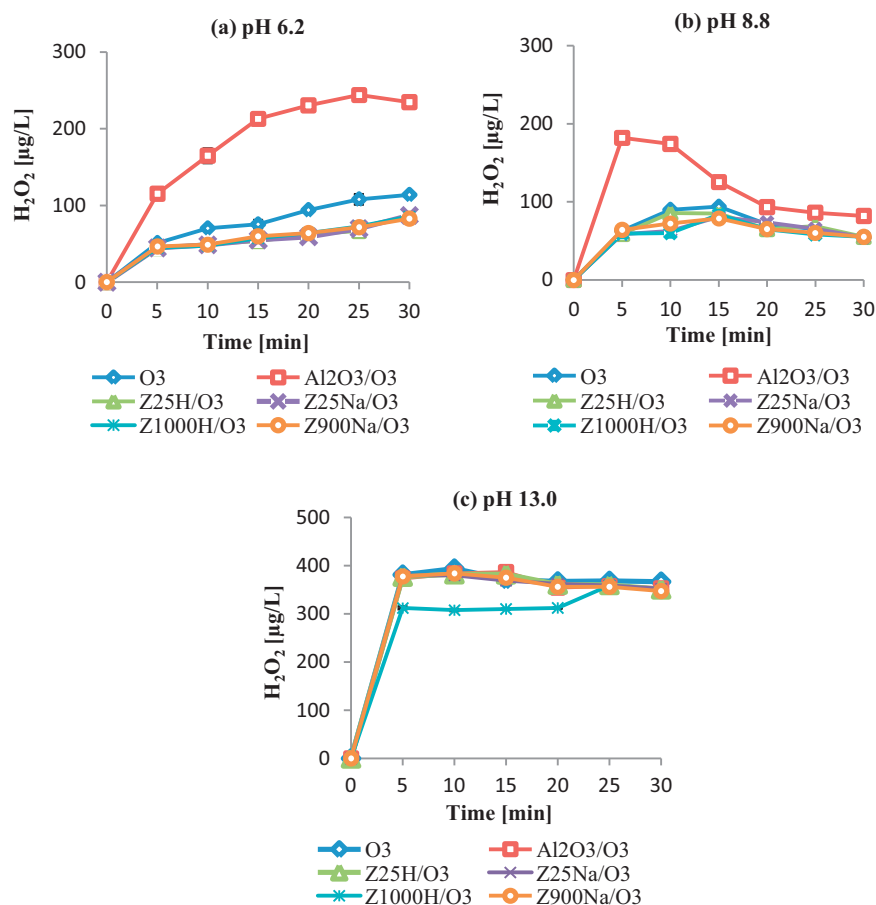 (a) pH 6.2
300
200
100
0
H₂O₂ [µg/L]
0 5 10 15 20 25 30
Time [min]
O3 Al2O3/O3
Z25H/O3 Z25Na/O3
Z1000H/O3 Z900Na/O3
(b) pH 8.8
300
200
100
0
H₂O₂ [µg/L]
0 5 10 15 20 25 30
Time [min]
O3 Al2O3/O3
Z25H/O3 Z25Na/O3
Z1000H/O3 Z900Na/O3
(c) pH 13.0
500
400
300
200
100
0
H₂O₂ [µg/L]
0 5 10 15 20 25 30
Time [min]
O3 Al2O3/O3
Z25H/O3 Z25Na/O3
Z1000H/O3 Z900Na/O3